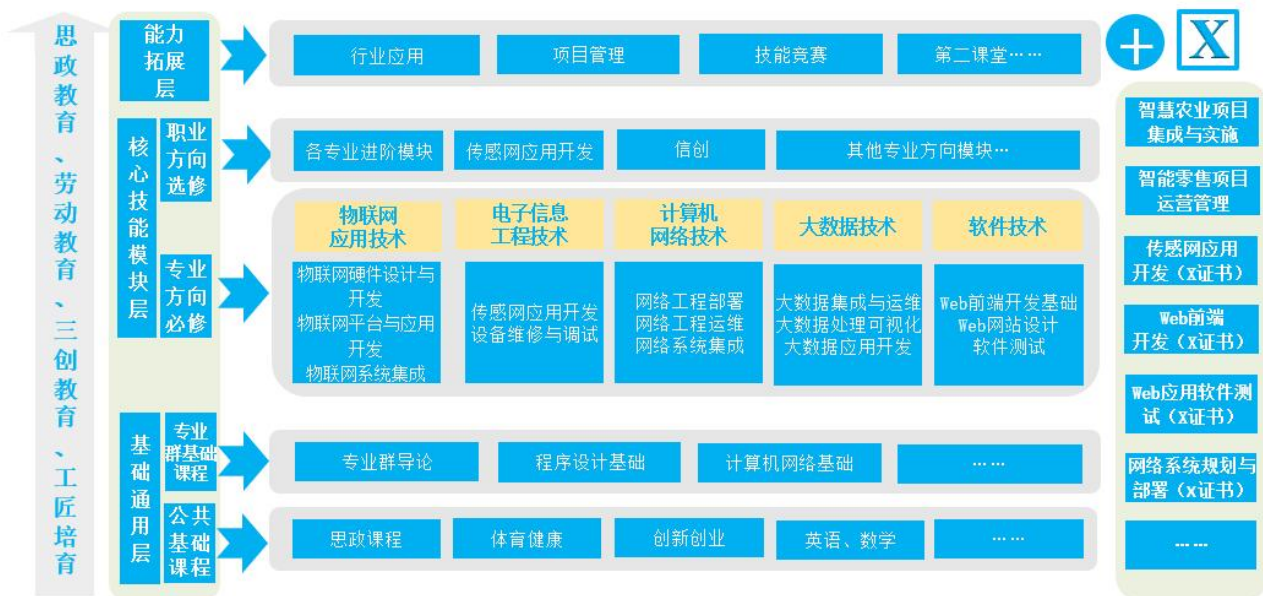 思政教育、劳动教育、三创教育、工匠培育
能力
拓展
层
行业应用
项目管理
技能竞赛
第二课堂……
核心技能模块层
职业
方向
选修
各专业进阶模块
传感网应用开发
信创
其他专业方向模块…
专业
方向
必修
物联网
应用技术
电子信息
工程技术
计算机
网络技术
大数据技术
软件技术
物联网硬件设计与
开发
物联网平台与应用
开发
物联网系统集成
传感网应用开发
设备维修与调试
网络工程部署
网络工程运维
网络系统集成
大数据集成与运维
大数据处理可视化
大数据应用开发
Web前端开发基础
Web网站设计
软件测试
基础通用层
专业
群基础
课程
专业群导论
程序设计基础
计算机网络基础
……
公共
基础
课程
思政课程
体育健康
创新创业
英语、数学
……
+
X
智慧农业项目
集成与实施
智能零售项目
运营管理
传感网应用
开发（X证书）
Web前端
开发（X证书）
Web应用软件测
试（X证书）
网络系统规划与
部署（X证书）
……